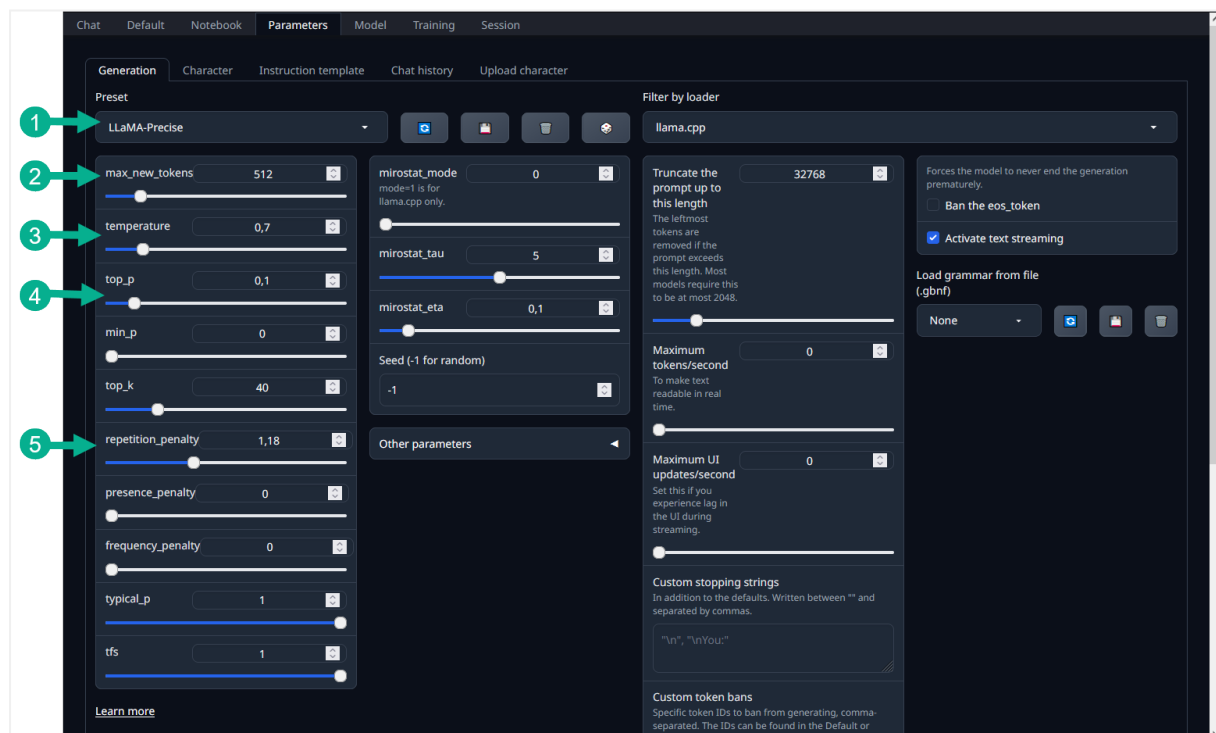 Chat Default Notebook Parameters Model Training Session
Generation Character Instruction template Chat history Upload character
Preset
LLaMA-Precise
Filter by loader
llama.cpp
1
2
3
4
5
max_new_tokens 512
temperature 0,7
top_p 0,1
min_p 0
top_k 40
repetition_penalty 1,18
presence_penalty 0
frequency_penalty 0
typical_p 1
tfs 1
Learn more
mirostat_mode 0
mode=1 is for
llama.cpp only.
mirostat_tau 5
mirostat_eta 0,1
Seed (-1 for random)
-1
Other parameters
Truncate the 32768
prompt up to
this length
The leftmost
tokens are
removed if the
prompt exceeds
this length. Most
models require this
to be at most 2048.
Maximum 0
tokens/second
To make text
readable in real
time.
Maximum UI 0
updates/second
Set this if you
experience lag in
the UI during
streaming.
Custom stopping strings
In addition to the defaults. Written between "" and
separated by commas.
"\n", "\nYou:"
Custom token bans
Specific token IDs to ban from generating, comma-
separated. The IDs can be found in the Default or
Forces the model to never end the generation
prematurely.
Ban the eos_token
Activate text streaming
Load grammar from file
(.gbnf)
None